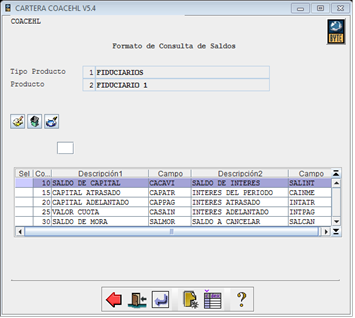 CARTERA COACEHL V5.4
COACEHL
BYTE
Formato de Consulta de Saldos
Tipo Producto 1 FIDUCIARIOS
Producto 2 FIDUCIARIO 1
Sel Co... Descripción1 Campo Descripción2 Campo
10 SALDO DE CAPITAL CACAVI SALDO DE INTERES SALINT
15 CAPITAL ATRASADO CAPATR INTERES DEL PERIODO CAINME
20 CAPITAL ADELANTADO CAPPAG INTERES ATRASADO INTATR
25 VALOR CUOTA CASAIN INTERES ADELANTADO INTPAG
30 SALDO DE MORA SALMOR SALDO A CANCELAR SALCAN